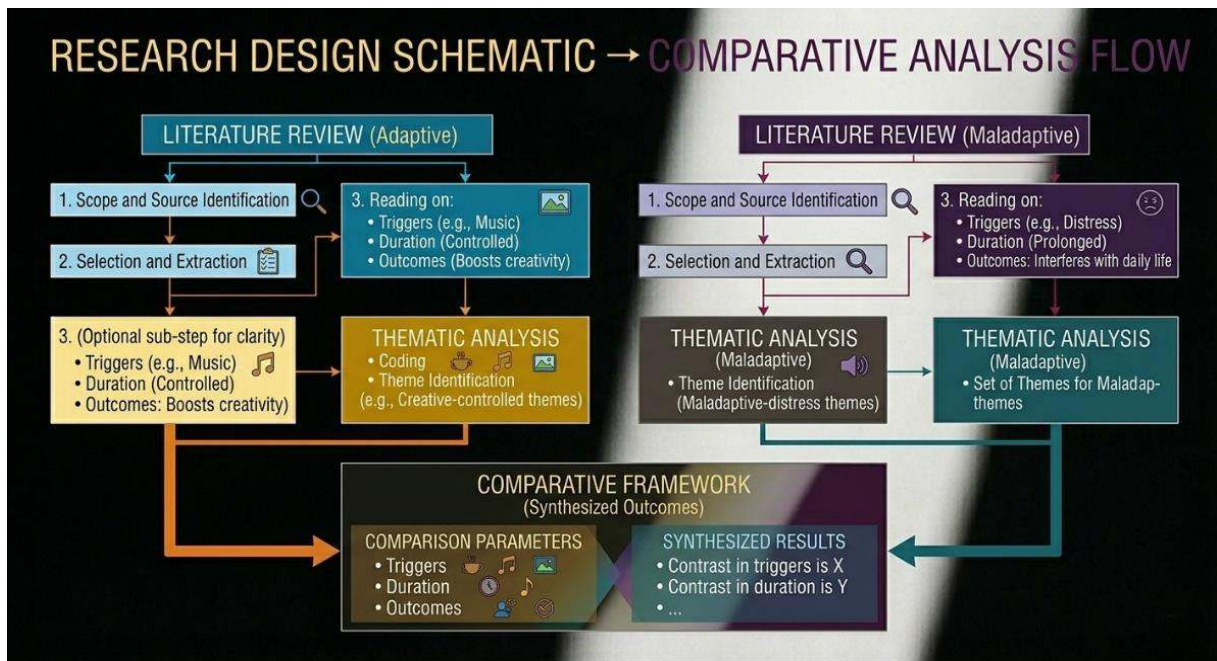 RESEARCH DESIGN SCHEMATIC → COMPARATIVE ANALYSIS FLOW
LITERATURE REVIEW (Adaptive)
1. Scope and Source Identification
2. Selection and Extraction
3. Reading on:
• Triggers (e.g., Music)
• Duration (Controlled)
• Outcomes (Boosts creativity)
3. (Optional sub-step for clarity)
• Triggers (e.g., Music)
• Duration (Controlled)
• Outcomes: Boosts creativity)
THEMATIC ANALYSIS
• Coding
• Theme Identification
(e.g., Creative-controlled themes)
LITERATURE REVIEW (Maladaptive)
1. Scope and Source Identification
2. Selection and Extraction
3. Reading on:
• Triggers (e.g., Distress)
• Duration (Prolonged)
• Outcomes: Interferes with daily life
THEMATIC ANALYSIS
(Maladaptive)
• Theme Identification
(Maladaptive-distress themes)
THEMATIC ANALYSIS
(Maladaptive)
• Set of Themes for Maladap-
themes
COMPARATIVE FRAMEWORK
(Synthesized Outcomes)
COMPARISON PARAMETERS
• Triggers
• Duration
• Outcomes
SYNTHESIZED RESULTS
• Contrast in triggers is X
• Contrast in duration is Y
• ...